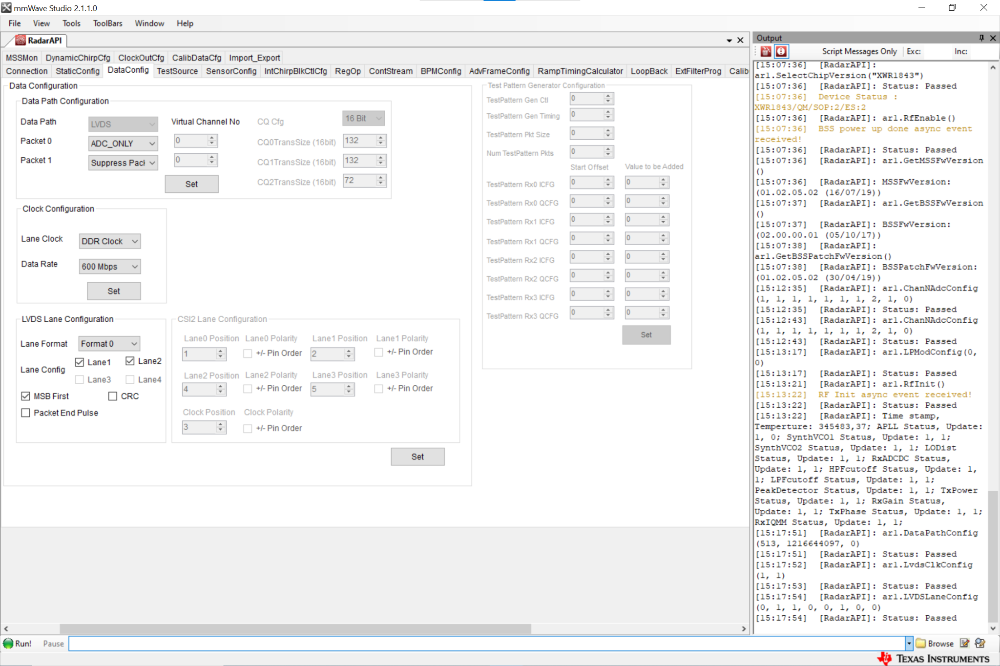 mmWave Studio 2.1.1.0
File View Tools ToolBars Window Help
RadarAPI
MSSMon DynamicChirpCfg ClockOutCfg CalibDataCfg Import_Export
Connection StaticConfig DataConfig TestSource SensorConfig IntChirpBlkCtlCfg RegOp ContStream BPMConfig AdvFrameConfig RampTimingCalculator LoopBack ExtFilterProg Calib
Data Configuration
Data Path Configuration
Data Path LVDS Virtual Channel No CQ Cfg 16 Bit
Packet 0 ADC_ONLY 0 CQ0TransSize (16bit) 132
Packet 1 Suppress Pack 0 CQ1TransSize (16bit) 132
Set CQ2TransSize (16bit) 72
Clock Configuration
Lane Clock DDR Clock
Data Rate 600 Mbps
Set
LVDS Lane Configuration
Lane Format Format 0
Lane Config Lane1 Lane2
Lane3 Lane4
MSB First CRC
Packet End Pulse
CSI2 Lane Configuration
Lane0 Position Lane0 Polarity Lane1 Position Lane1 Polarity
1 +/- Pin Order 2 +/- Pin Order
Lane2 Position Lane2 Polarity Lane3 Position Lane3 Polarity
4 +/- Pin Order 5 +/- Pin Order
Clock Position Clock Polarity
3 +/- Pin Order
Set
Test Pattern Generator Configuration
TestPattern Gen Ctl 0
TestPattern Gen Timing 0
TestPattern Pkt Size 0
Num TestPattern Pkts 0
Start Offset Value to be Added
TestPattern Rx0 ICFG 0 0
TestPattern Rx0 QCFG 0 0
TestPattern Rx1 ICFG 0 0
TestPattern Rx1 QCFG 0 0
TestPattern Rx2 ICFG 0 0
TestPattern Rx2 QCFG 0 0
TestPattern Rx3 ICFG 0 0
TestPattern Rx3 QCFG 0 0
Set
Output
Script Messages Only Exc: Inc:
[15:07:36] [RadarAPI]:
ar1.SelectChipVersion("XWR1843")
[15:07:36] [RadarAPI]: Status: Passed
[15:07:36] Device Status :
XWR1843/QM/SOP:2/ES:2
[15:07:36] [RadarAPI]: ar1.RfEnable()
[15:07:36] BSS power up done async event
received!
[15:07:36] [RadarAPI]: Status: Passed
[15:07:36] [RadarAPI]: ar1.GetMSSFwVersion
()
[15:07:36] [RadarAPI]: MSSFwVersion:
(01.02.05.02 (16/07/19))
[15:07:37] [RadarAPI]: ar1.GetBSSFwVersion
()
[15:07:37] [RadarAPI]: BSSFwVersion:
(02.00.00.01 (05/10/17))
[15:07:38] [RadarAPI]:
ar1.GetBSSPatchFwVersion()
[15:07:38] [RadarAPI]: BSSPatchFwVersion:
(01.02.05.02 (30/04/19))
[15:12:35] [RadarAPI]: ar1.ChanNAdcConfig
(1, 1, 1, 1, 1, 1, 1, 2, 1, 0)
[15:12:35] [RadarAPI]: Status: Passed
[15:12:43] [RadarAPI]: ar1.ChanNAdcConfig
(1, 1, 1, 1, 1, 1, 1, 2, 1, 0)
[15:12:43] [RadarAPI]: Status: Passed
[15:13:17] [RadarAPI]: ar1.LPModConfig(0,
0)
[15:13:17] [RadarAPI]: Status: Passed
[15:13:21] [RadarAPI]: ar1.RfInit()
[15:13:22] RF Init async event received!
[15:13:22] [RadarAPI]: Status: Passed
[15:13:22] [RadarAPI]: Time stamp,
Temperture: 345483,37; APLL Status, Update:
1, 0; SynthVCO1 Status, Update: 1, 1;
SynthVCO2 Status, Update: 1, 1; LODist
Status, Update: 1, 1; RxADCDC Status,
Update: 1, 1; HPFcutoff Status, Update: 1,
1; LPFcutoff Status, Update: 1, 1;
PeakDetector Status, Update: 1, 1; TxPower
Status, Update: 1, 1; RxGain Status,
Update: 1, 1; TxPhase Status, Update: 1, 1;
RxIQMM Status, Update: 1, 1;
[15:17:51] [RadarAPI]: ar1.DataPathConfig
(513, 1216644097, 0)
[15:17:51] [RadarAPI]: Status: Passed
[15:17:52] [RadarAPI]: ar1.LvdsClkConfig
(1, 1)
[15:17:53] [RadarAPI]: Status: Passed
[15:17:54] [RadarAPI]: ar1.LVDSLaneConfig
(0, 1, 1, 0, 0, 1, 0, 0)
[15:17:54] [RadarAPI]: Status: Passed
Run! Pause Browse
TEXAS INSTRUMENTS